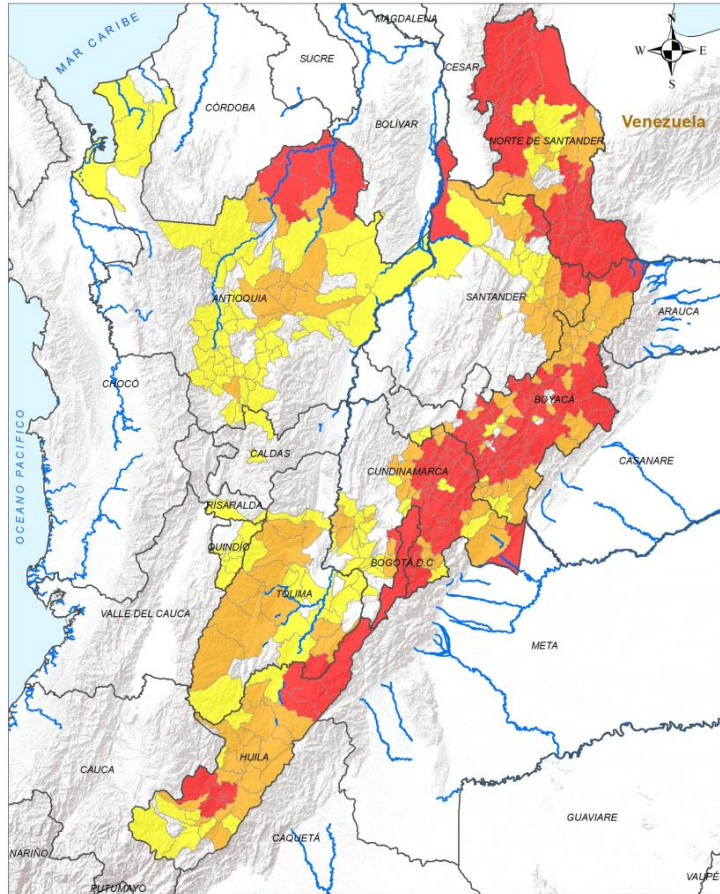 MAGDALENA
MAR CARIBE
SUCRE
CESAR
N
W
E
S
CÓRDOBA
BOLÍVAR
Venezuela
NORTE DE SANTANDER
ANTIOQUIA
SANTANDER
ARAUCA
CHOCÓ
BOYACÁ
CALDAS
CUNDINAMARCA
CASANARE
OCEANO PACIFICO
RISARALDA
QUINDÍO
BOGOTÁ,D.C
TOLIMA
VALLE DEL CAUCA
META
CAUCA
HUILA
GUAVIARE
NARIÑO
CAQUETÁ
PUTUMAYO
VAUPÉ